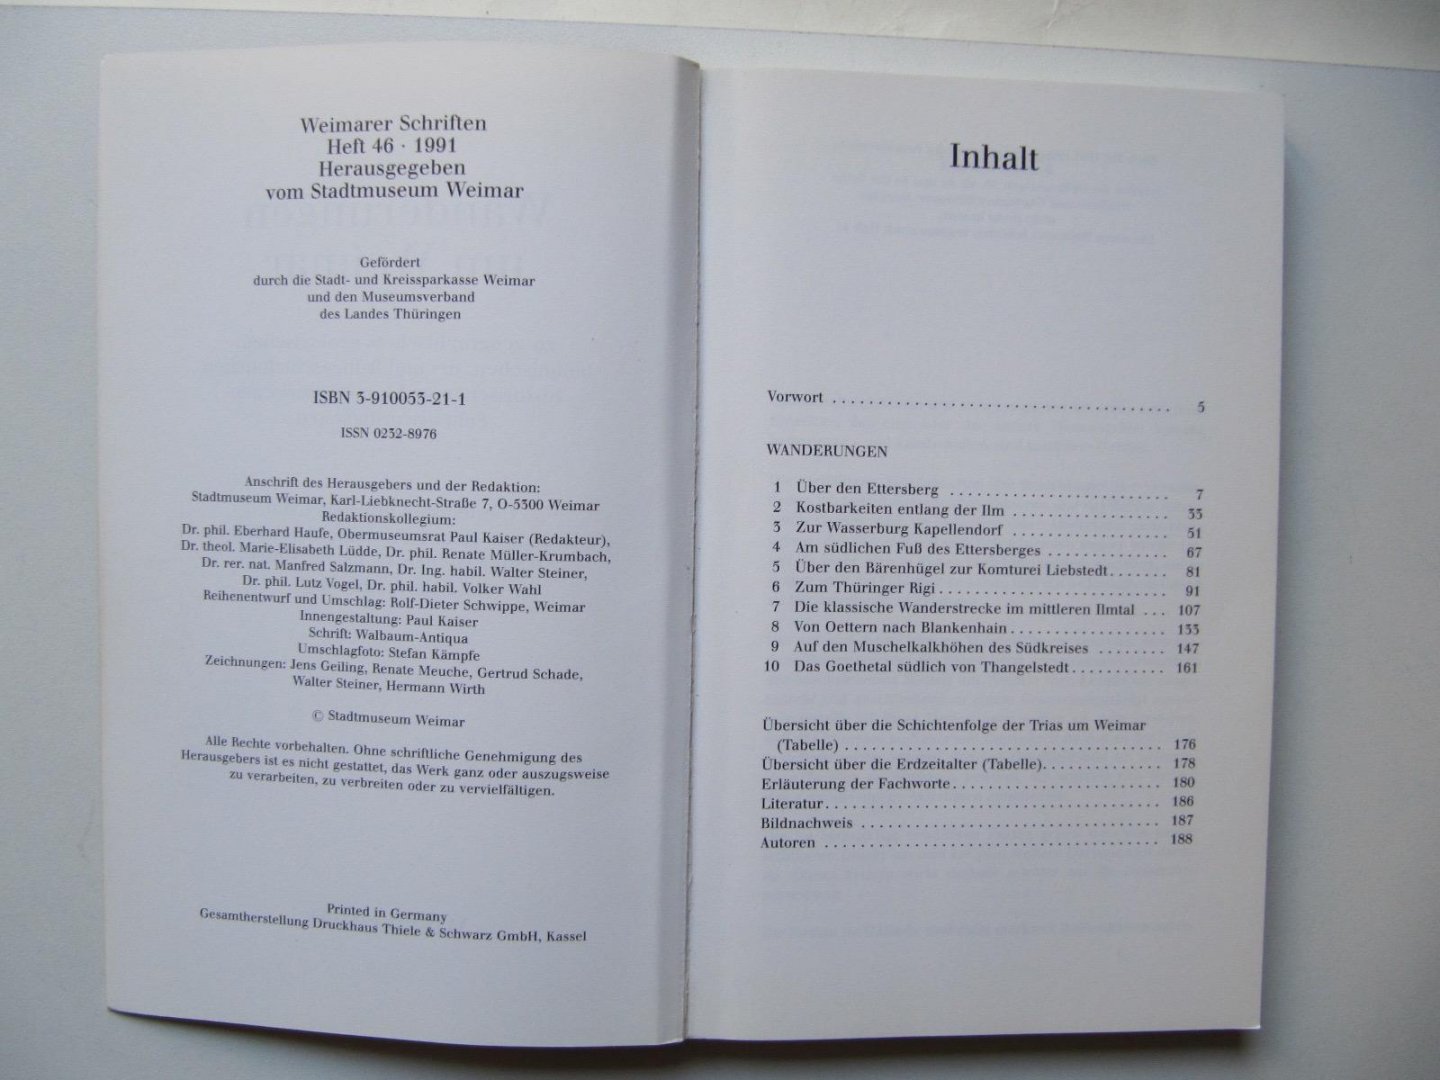 Weimarer Schriften
Heft 46 · 1991
Herausgegeben
vom Stadtmuseum Weimar
Gefördert
durch die Stadt- und Kreissparkasse Weimar
und den Museumsverband
des Landes Thüringen
ISBN 3-910053-21-1
ISSN 0232-8976
Anschrift des Herausgebers und der Redaktion:
Stadtmuseum Weimar, Karl-Liebknecht-Straße 7, O-5300 Weimar
Redaktionskollegium:
Dr. phil. Eberhard Haufe, Obermuseumsrat Paul Kaiser (Redakteur),
Dr. theol. Marie-Elisabeth Lüdde, Dr. phil. Renate Müller-Krumbach,
Dr. rer. nat. Manfred Salzmann, Dr. Ing. habil. Walter Steiner,
Dr. phil. Lutz Vogel, Dr. phil. habil. Volker Wahl
Reihenentwurf und Umschlag: Rolf-Dieter Schwippe, Weimar
Innengestaltung: Paul Kaiser
Schrift: Walbaum-Antiqua
Umschlagfoto: Stefan Kämpfe
Zeichnungen: Jens Geiling, Renate Meuche, Gertrud Schade,
Walter Steiner, Hermann Wirth
© Stadtmuseum Weimar
Alle Rechte vorbehalten. Ohne schriftliche Genehmigung des
Herausgebers ist es nicht gestattet, das Werk ganz oder auszugsweise
zu verarbeiten, zu verbreiten oder zu vervielfältigen.
Printed in Germany
Gesamtherstellung Druckhaus Thiele & Schwarz GmbH, Kassel
Inhalt
Vorwort . . . . . . . . . . . . . . . . . . . . 5
WANDERUNGEN
1 Über den Ettersberg . . . . . . . . . . . . 7
2 Kostbarkeiten entlang der Ilm . . . . . . . . 33
3 Zur Wasserburg Kapellendorf . . . . . . . . 51
4 Am südlichen Fuß des Ettersberges . . . . . . 67
5 Über den Bärenhügel zur Komturei Liebstedt . . . . . . . 81
6 Zum Thüringer Rigi . . . . . . . . . . . . 91
7 Die klassische Wanderstrecke im mittleren Ilmtal . . . 107
8 Von Oettern nach Blankenhain . . . . . . . . 133
9 Auf den Muschelkalkhöhen des Südkreises . . . . . . . . 147
10 Das Goethetal südlich von Thangelstedt . . . . . . . . 161
Übersicht über die Schichtenfolge der Trias um Weimar
(Tabelle) . . . . . . . . . . . . . . . . . . 176
Übersicht über die Erdzeitalter (Tabelle) . . . . . . . . 178
Erläuterung der Fachworte . . . . . . . . . . . . 180
Literatur . . . . . . . . . . . . . . . . . . 186
Bildnachweis . . . . . . . . . . . . . . . . 187
Autoren . . . . . . . . . . . . . . . . . . 188